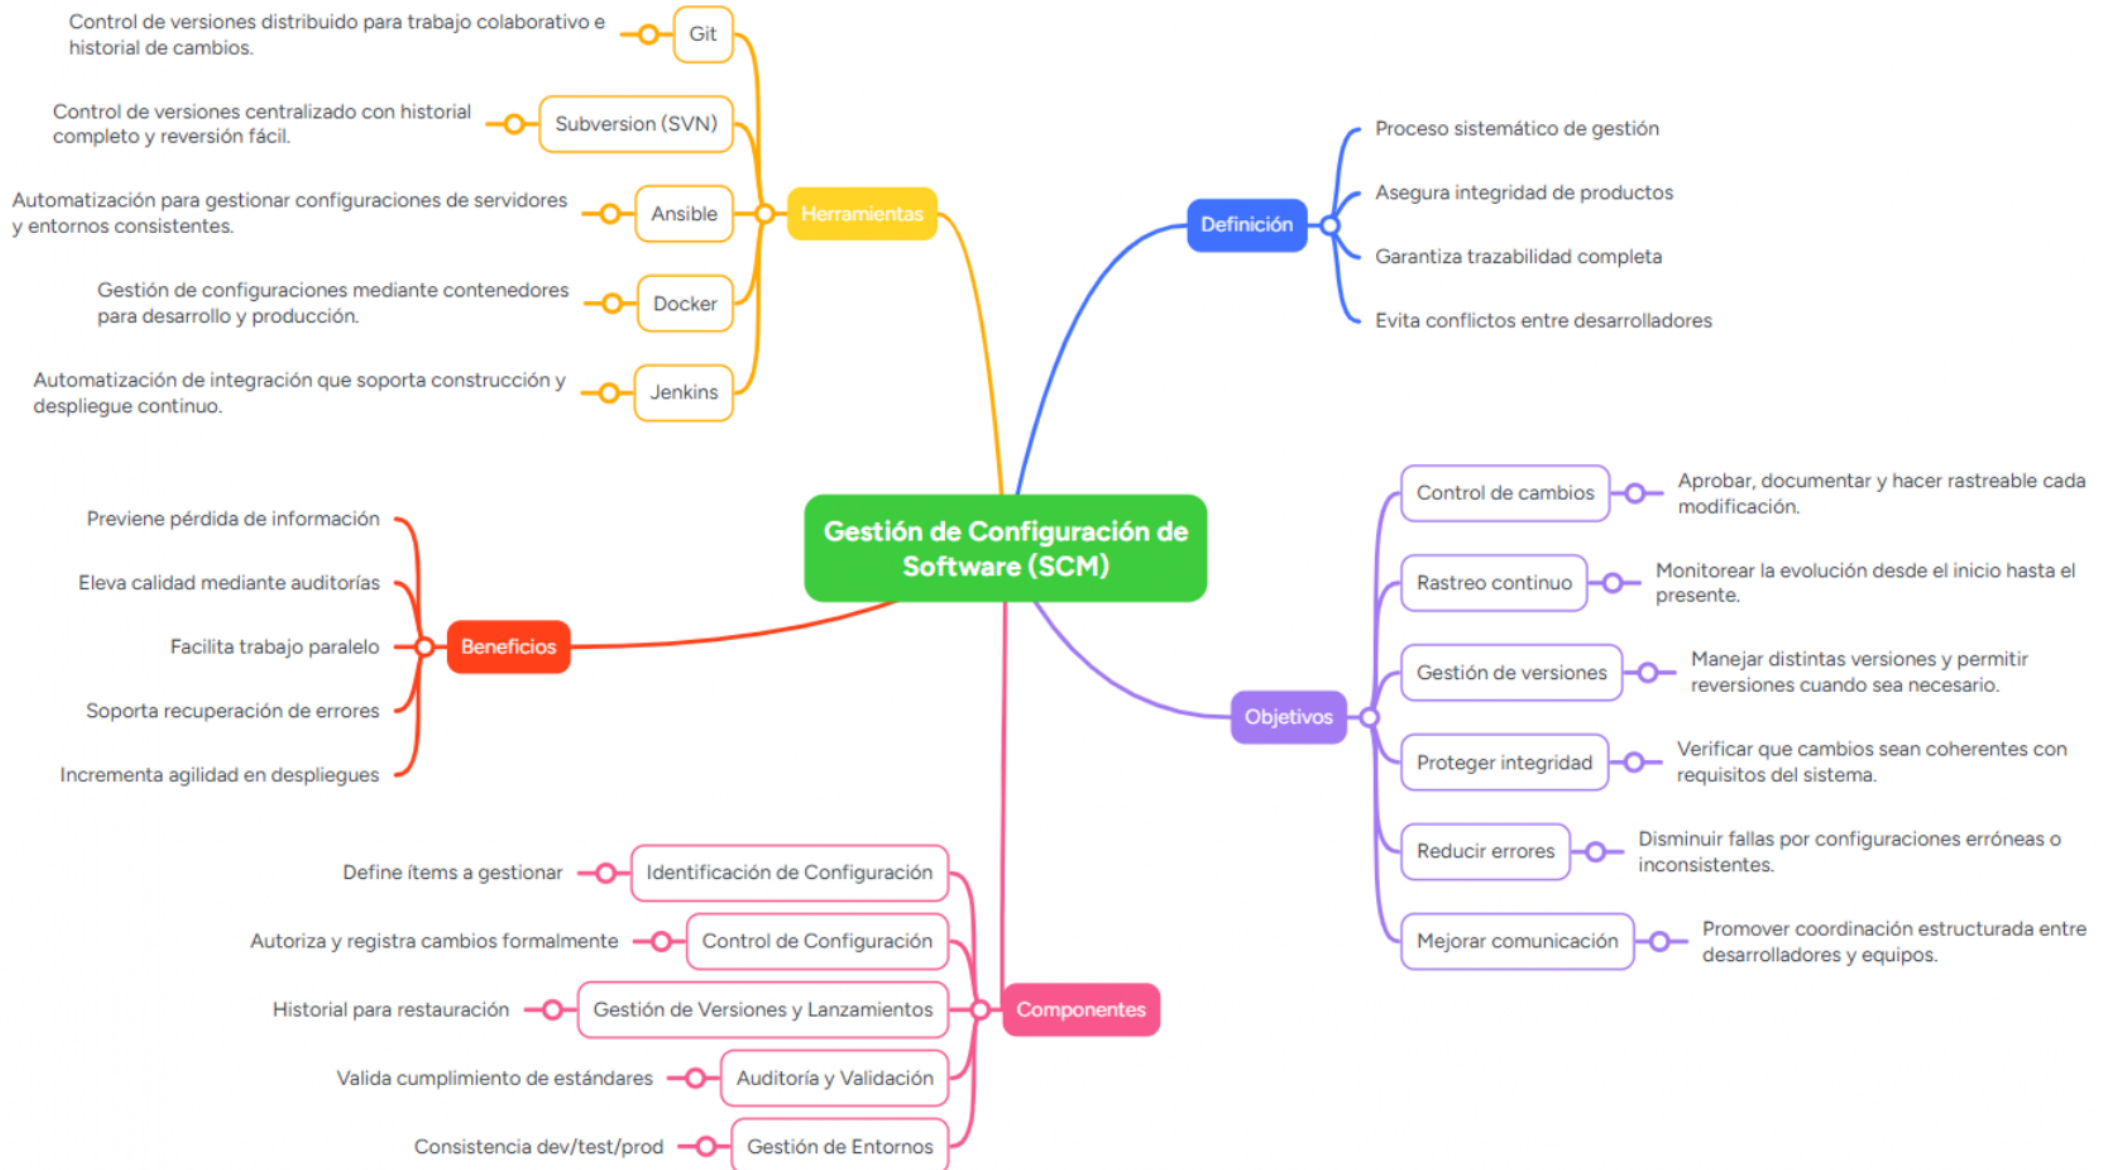 Gestión de Configuración de
Software (SCM)
Herramientas
Git
Control de versiones distribuido para trabajo colaborativo e
historial de cambios.
Subversion (SVN)
Control de versiones centralizado con historial
completo y reversión fácil.
Ansible
Automatización para gestionar configuraciones de servidores
y entornos consistentes.
Docker
Gestión de configuraciones mediante contenedores
para desarrollo y producción.
Jenkins
Automatización de integración que soporta construcción y
despliegue continuo.
Definición
Proceso sistemático de gestión
Asegura integridad de productos
Garantiza trazabilidad completa
Evita conflictos entre desarrolladores
Beneficios
Previene pérdida de información
Eleva calidad mediante auditorías
Facilita trabajo paralelo
Soporta recuperación de errores
Incrementa agilidad en despliegues
Objetivos
Control de cambios
Aprobar, documentar y hacer rastreable cada
modificación.
Rastreo continuo
Monitorear la evolución desde el inicio hasta el
presente.
Gestión de versiones
Manejar distintas versiones y permitir
reversiones cuando sea necesario.
Proteger integridad
Verificar que cambios sean coherentes con
requisitos del sistema.
Reducir errores
Disminuir fallas por configuraciones erróneas o
inconsistentes.
Mejorar comunicación
Promover coordinación estructurada entre
desarrolladores y equipos.
Componentes
Identificación de Configuración
Define ítems a gestionar
Control de Configuración
Autoriza y registra cambios formalmente
Gestión de Versiones y Lanzamientos
Historial para restauración
Auditoría y Validación
Valida cumplimiento de estándares
Gestión de Entornos
Consistencia dev/test/prod